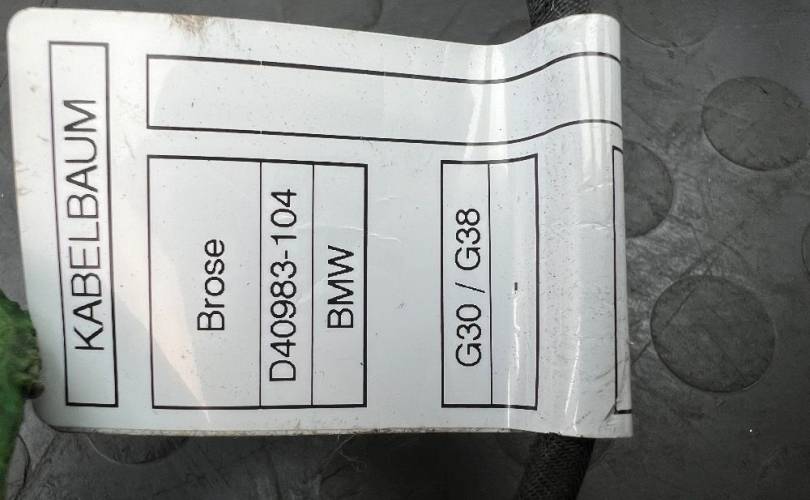 KABELBAUM
Brose
D40983-104
BMW
G30 / G38
-